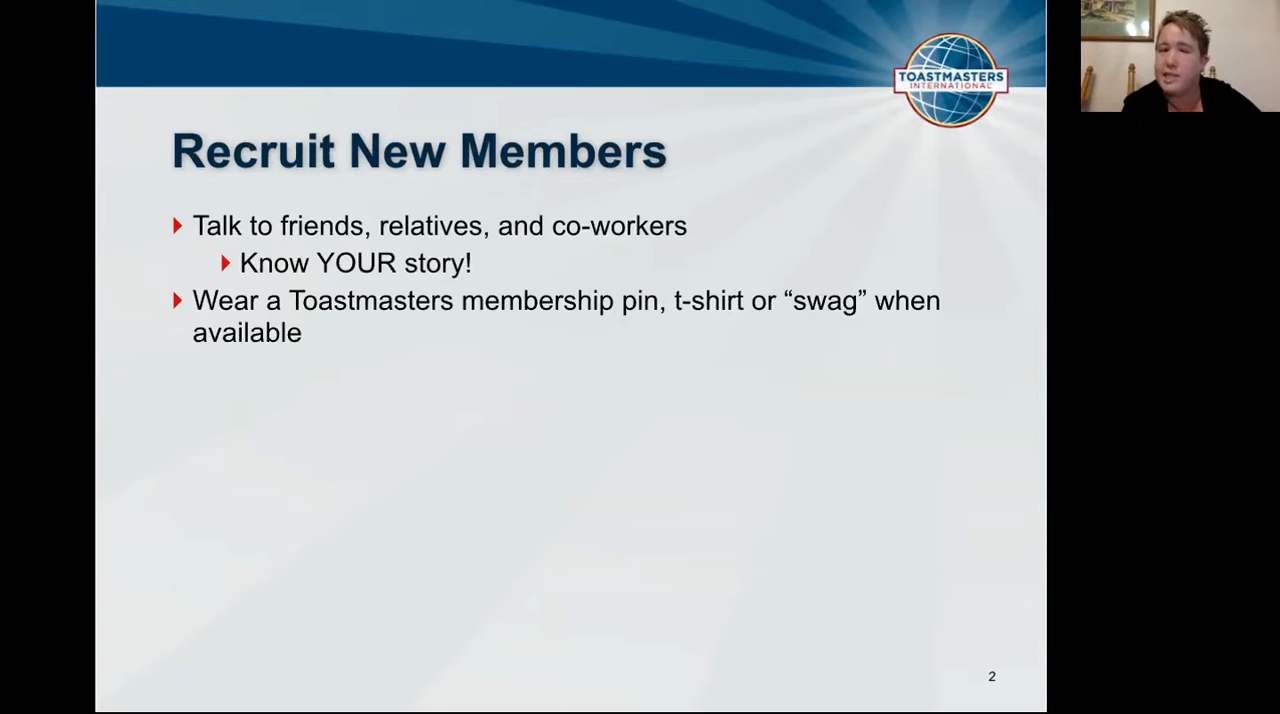 TOASTMASTERS
INTERNATIONAL
Recruit New Members
Talk to friends, relatives, and co-workers
Know YOUR story!
Wear a Toastmasters membership pin, t-shirt or “swag” when
available
2